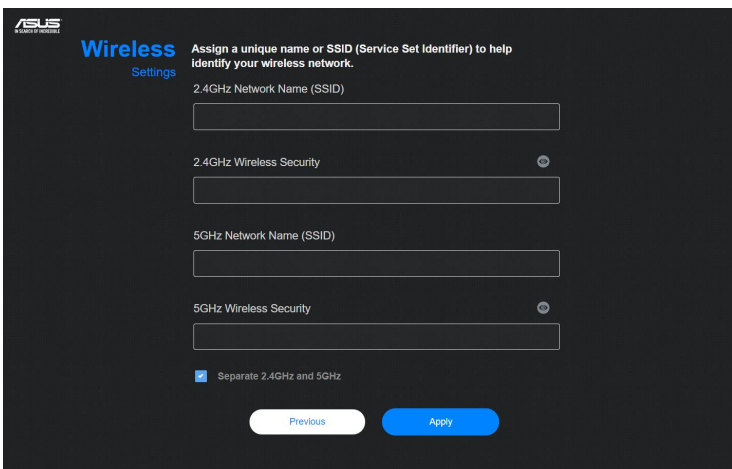 ASUS
IN SEARCH OF INCREDIBLE
Wireless
Settings
Assign a unique name or SSID (Service Set Identifier) to help
identify your wireless network.
2.4GHz Network Name (SSID)
2.4GHz Wireless Security
5GHz Network Name (SSID)
5GHz Wireless Security
Separate 2.4GHz and 5GHz
Previous
Apply